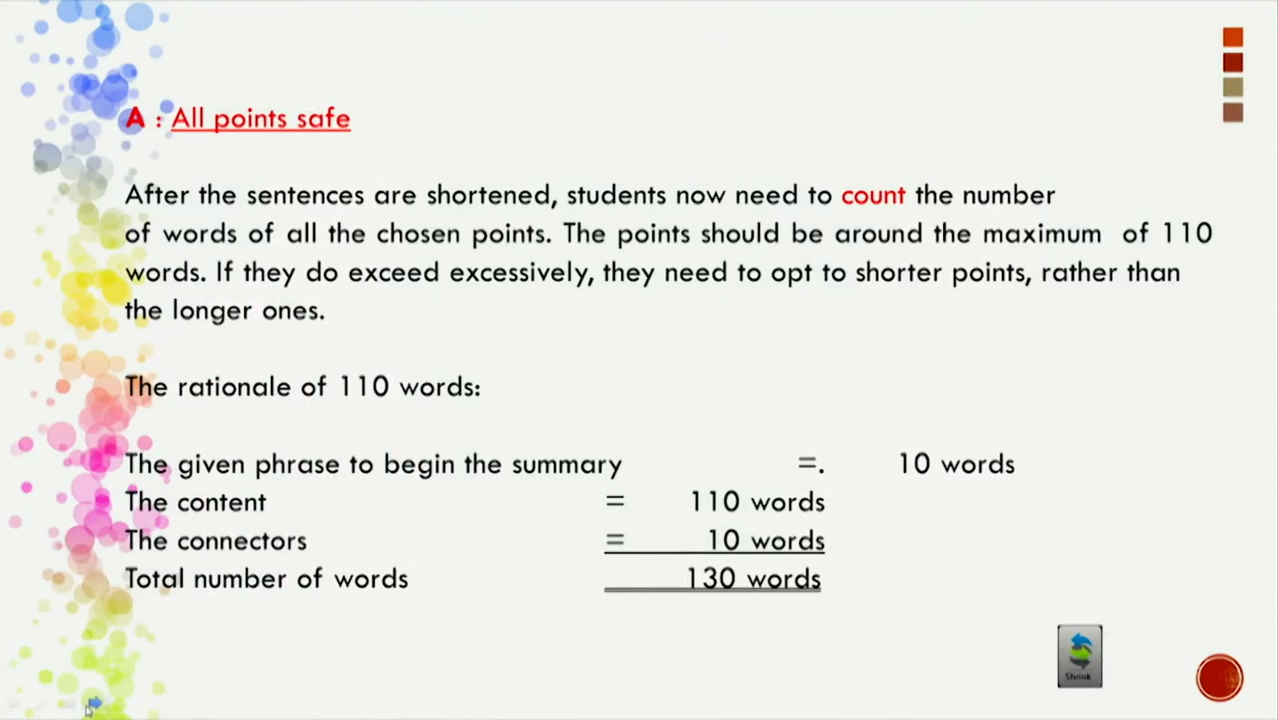 A : All points safe
After the sentences are shortened, students now need to count the number
of words of all the chosen points. The points should be around the maximum of 110
words. If they do exceed excessively, they need to opt to shorter points, rather than
the longer ones.
The rationale of 110 words:
The given phrase to begin the summary =. 10 words
The content = 110 words
The connectors = 10 words
Total number of words 130 words
Shrink